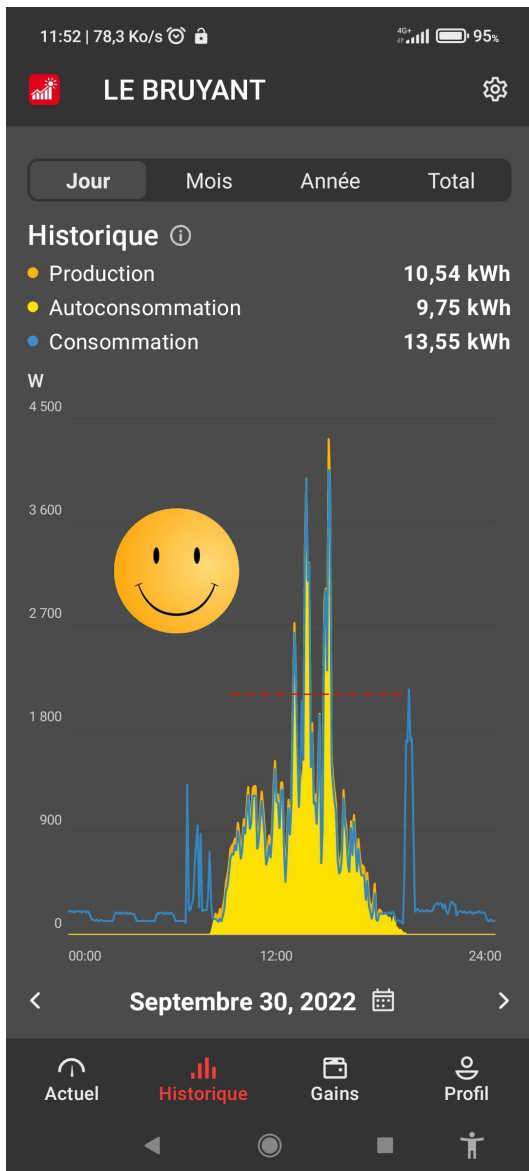 11:52 | 78,3 Ko/s 4G+ 95%
LE BRUYANT
Jour Mois Année Total
Historique
Production 10,54 kWh
Autoconsommation 9,75 kWh
Consommation 13,55 kWh
W
4 500
3 600
2 700
1 800
900
0
00:00 12:00 24:00
Septembre 30, 2022
Actuel Historique Gains Profil